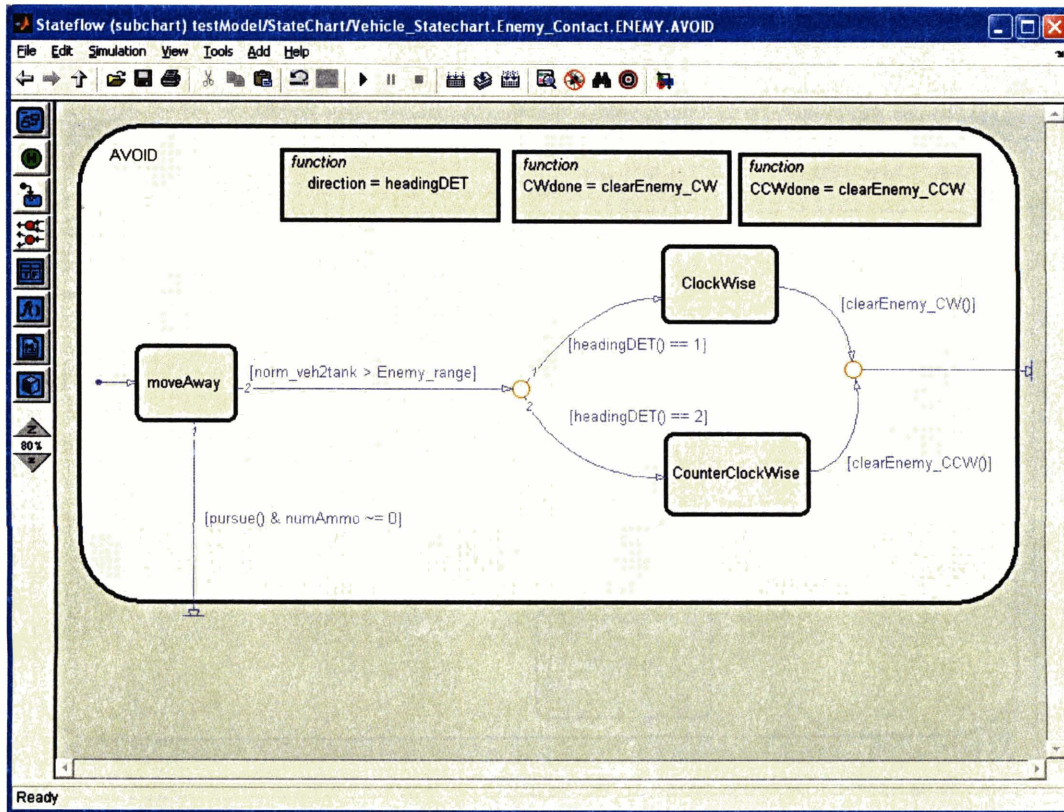 Stateflow (subchart) testModel/StateChart/Vehicle_Statechart.Enemy_Contact.ENEMY.AVOID
File Edit Simulation View Tools Add Help
AVOID
function
direction = headingDET
function
CWdone = clearEnemy_CW
function
CCWdone = clearEnemy_CCW
ClockWise
[clearEnemy_CW()]
1
[headingDET() == 1]
moveAway
2
[norm_veh2tank > Enemy_range]
2
[headingDET() == 2]
1
CounterClockWise
[clearEnemy_CCW()]
[pursue() & numAmmo ~= 0]
80%
Ready